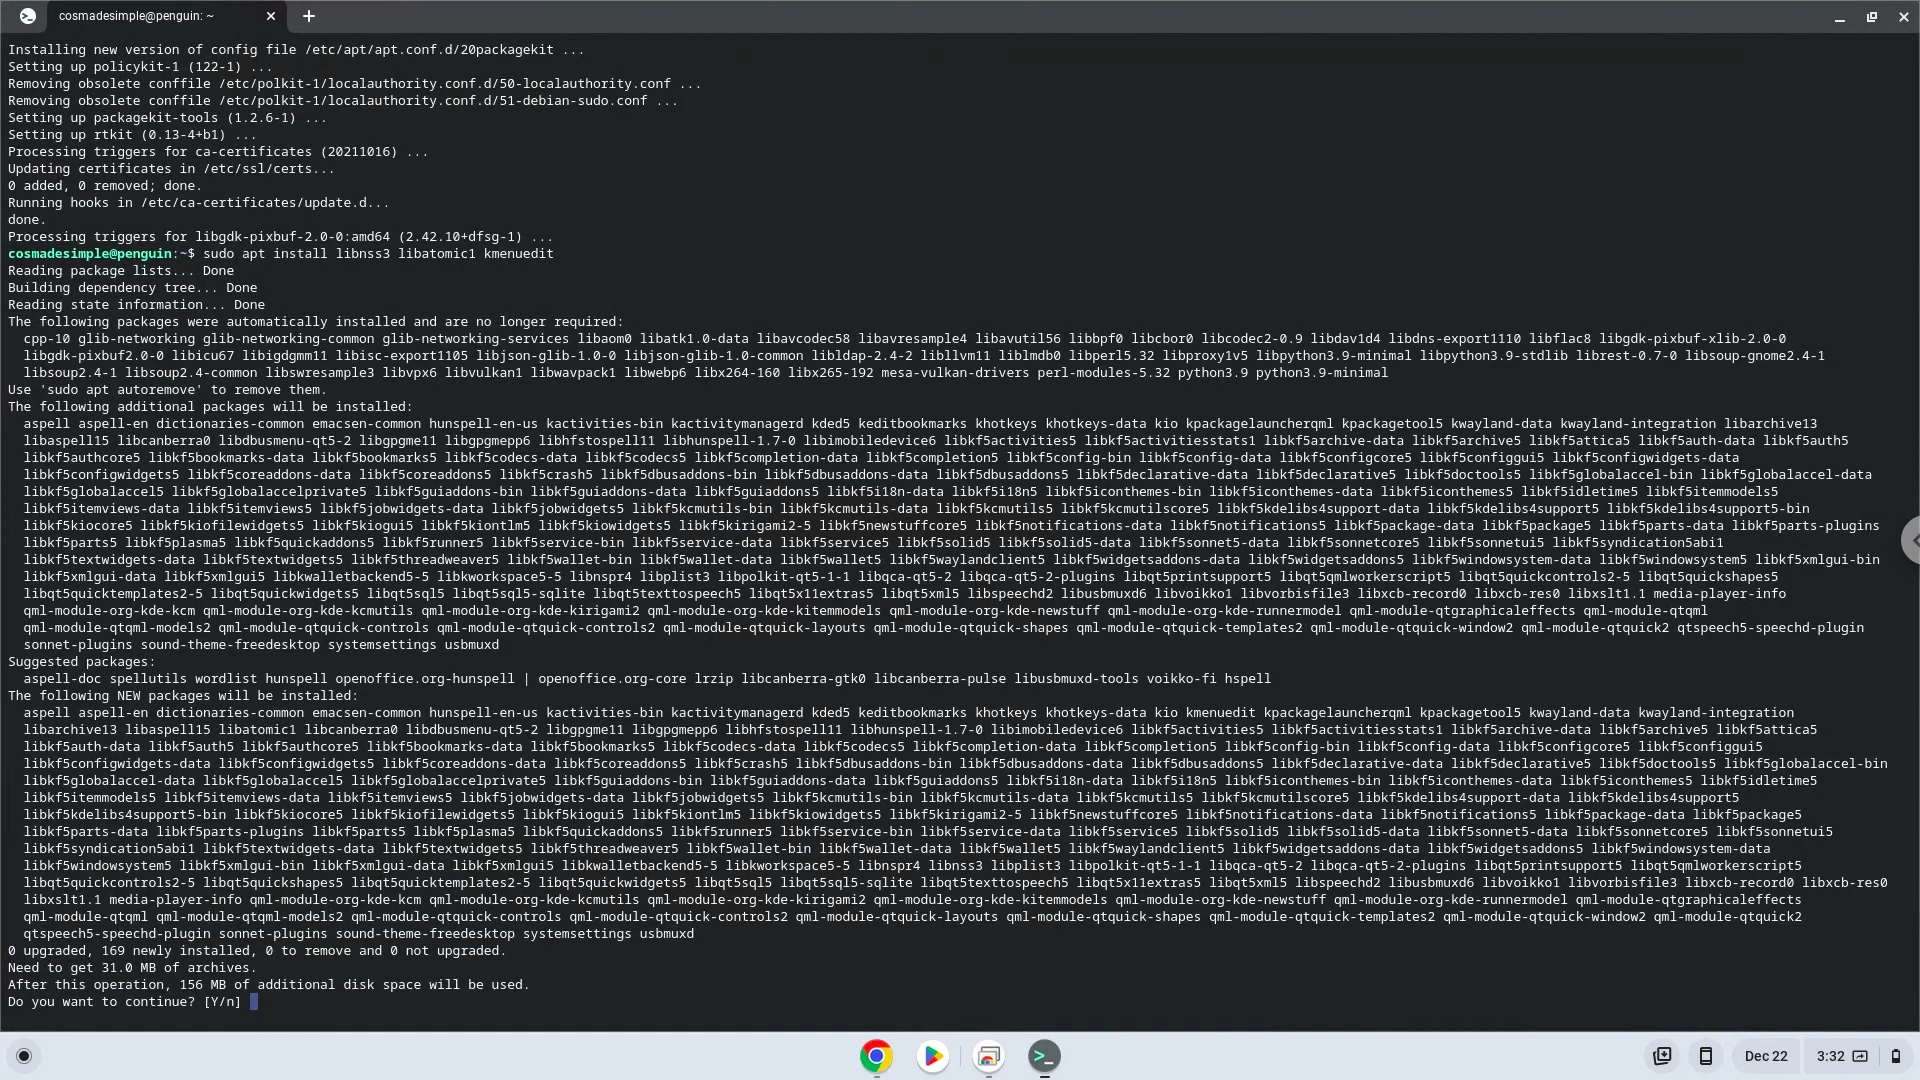 cosmadesimple@penguin: ~
Installing new version of config file /etc/apt/apt.conf.d/20packagekit ...
Setting up policykit-1 (122-1) ...
Removing obsolete conffile /etc/polkit-1/localauthority.conf.d/50-localauthority.conf ...
Removing obsolete conffile /etc/polkit-1/localauthority.conf.d/51-debian-sudo.conf ...
Setting up packagekit-tools (1.2.6-1) ...
Setting up rtkit (0.13-4+b1) ...
Processing triggers for ca-certificates (20211016) ...
Updating certificates in /etc/ssl/certs...
0 added, 0 removed; done.
Running hooks in /etc/ca-certificates/update.d...
done.
Processing triggers for libgdk-pixbuf-2.0-0:amd64 (2.42.10+dfsg-1) ...
cosmadesimple@penguin:~$ sudo apt install libnss3 libatomic1 kmenuedit
Reading package lists... Done
Building dependency tree... Done
Reading state information... Done
The following packages were automatically installed and are no longer required:
cpp-10 glib-networking glib-networking-common glib-networking-services libaom0 libatk1.0-data libavcodec58 libavresample4 libavutil56 libbpf0 libcbor0 libcodec2-0.9 libdav1d4 libdns-export1110 libflac8 libgdk-pixbuf-xlib-2.0-0
libgdk-pixbuf2.0-0 libicu67 libigdgmm11 libisc-export1105 libjson-glib-1.0-0 libjson-glib-1.0-common libldap-2.4-2 libllvm11 liblmdb0 libperl5.32 libproxy1v5 libpython3.9-minimal libpython3.9-stdlib librest-0.7-0 libsoup-gnome2.4-1
libsoup2.4-1 libsoup2.4-common libswresample3 libvpx6 libvulkan1 libwavpack1 libwebp6 libx264-160 libx265-192 mesa-vulkan-drivers perl-modules-5.32 python3.9 python3.9-minimal
Use 'sudo apt autoremove' to remove them.
The following additional packages will be installed:
aspell aspell-en dictionaries-common emacsen-common hunspell-en-us kactivities-bin kactivitymanagerd kded5 keditbookmarks khotkeys khotkeys-data kio kpackagelauncherqml kpackagetool5 kwayland-data kwayland-integration libarchive13
libaspell15 libcanberra0 libdbusmenu-qt5-2 libgpgme11 libgpgmepp6 libhfstospell11 libhunspell-1.7-0 libimobiledevice6 libkf5activities5 libkf5activitiesstats1 libkf5archive-data libkf5archive5 libkf5attica5 libkf5auth-data libkf5auth5
libkf5authcore5 libkf5bookmarks-data libkf5bookmarks5 libkf5codecs-data libkf5codecs5 libkf5completion-data libkf5completion5 libkf5config-bin libkf5config-data libkf5configcore5 libkf5configgui5 libkf5configwidgets-data
libkf5configwidgets5 libkf5coreaddons-data libkf5coreaddons5 libkf5crash5 libkf5dbusaddons-bin libkf5dbusaddons-data libkf5dbusaddons5 libkf5declarative-data libkf5declarative5 libkf5doctools5 libkf5globalaccel-bin libkf5globalaccel-data
libkf5globalaccel5 libkf5globalaccelprivate5 libkf5guiaddons-bin libkf5guiaddons-data libkf5guiaddons5 libkf5i18n-data libkf5i18n5 libkf5iconthemes-bin libkf5iconthemes-data libkf5iconthemes5 libkf5idletime5 libkf5itemmodels5
libkf5itemviews-data libkf5itemviews5 libkf5jobwidgets-data libkf5jobwidgets5 libkf5kcmutils-bin libkf5kcmutils-data libkf5kcmutils5 libkf5kcmutilscore5 libkf5kdelibs4support-data libkf5kdelibs4support5 libkf5kdelibs4support5-bin
libkf5kiocore5 libkf5kiofilewidgets5 libkf5kiogui5 libkf5kiontlm5 libkf5kiowidgets5 libkf5kirigami2-5 libkf5newstuffcore5 libkf5notifications-data libkf5notifications5 libkf5package-data libkf5package5 libkf5parts-data libkf5parts-plugins
libkf5parts5 libkf5plasma5 libkf5quickaddons5 libkf5runner5 libkf5service-bin libkf5service-data libkf5service5 libkf5solid5 libkf5solid5-data libkf5sonnet5-data libkf5sonnetcore5 libkf5sonnetui5 libkf5syndication5abi1
libkf5textwidgets-data libkf5textwidgets5 libkf5threadweaver5 libkf5wallet-bin libkf5wallet-data libkf5wallet5 libkf5waylandclient5 libkf5widgetsaddons-data libkf5widgetsaddons5 libkf5windowsystem-data libkf5windowsystem5 libkf5xmlgui-bin
libkf5xmlgui-data libkf5xmlgui5 libkwalletbackend5-5 libkworkspace5-5 libnspr4 libplist3 libpolkit-qt5-1-1 libqca-qt5-2 libqca-qt5-2-plugins libqt5printsupport5 libqt5qmlworkerscript5 libqt5quickcontrols2-5 libqt5quickshapes5
libqt5quicktemplates2-5 libqt5quickwidgets5 libqt5sql5 libqt5sql5-sqlite libqt5texttospeech5 libqt5x11extras5 libqt5xml5 libspeechd2 libusbmuxd6 libvoikko1 libvorbisfile3 libxcb-record0 libxcb-res0 libxslt1.1 media-player-info
qml-module-org-kde-kcm qml-module-org-kde-kcmutils qml-module-org-kde-kirigami2 qml-module-org-kde-kitemmodels qml-module-org-kde-newstuff qml-module-org-kde-runnermodel qml-module-qtgraphicaleffects qml-module-qtqml
qml-module-qtqml-models2 qml-module-qtquick-controls qml-module-qtquick-controls2 qml-module-qtquick-layouts qml-module-qtquick-shapes qml-module-qtquick-templates2 qml-module-qtquick-window2 qml-module-qtquick2 qtspeech5-speechd-plugin
sonnet-plugins sound-theme-freedesktop systemsettings usbmuxd
Suggested packages:
aspell-doc spellutils wordlist hunspell openoffice.org-hunspell | openoffice.org-core lrzip libcanberra-gtk0 libcanberra-pulse libusbmuxd-tools voikko-fi hspell
The following NEW packages will be installed:
aspell aspell-en dictionaries-common emacsen-common hunspell-en-us kactivities-bin kactivitymanagerd kded5 keditbookmarks khotkeys khotkeys-data kio kmenuedit kpackagelauncherqml kpackagetool5 kwayland-data kwayland-integration
libarchive13 libaspell15 libatomic1 libcanberra0 libdbusmenu-qt5-2 libgpgme11 libgpgmepp6 libhfstospell11 libhunspell-1.7-0 libimobiledevice6 libkf5activities5 libkf5activitiesstats1 libkf5archive-data libkf5archive5 libkf5attica5
libkf5auth-data libkf5auth5 libkf5authcore5 libkf5bookmarks-data libkf5bookmarks5 libkf5codecs-data libkf5codecs5 libkf5completion-data libkf5completion5 libkf5config-bin libkf5config-data libkf5configcore5 libkf5configgui5
libkf5configwidgets-data libkf5configwidgets5 libkf5coreaddons-data libkf5coreaddons5 libkf5crash5 libkf5dbusaddons-bin libkf5dbusaddons-data libkf5dbusaddons5 libkf5declarative-data libkf5declarative5 libkf5doctools5 libkf5globalaccel-bin
libkf5globalaccel-data libkf5globalaccel5 libkf5globalaccelprivate5 libkf5guiaddons-bin libkf5guiaddons-data libkf5guiaddons5 libkf5i18n-data libkf5i18n5 libkf5iconthemes-bin libkf5iconthemes-data libkf5iconthemes5 libkf5idletime5
libkf5itemmodels5 libkf5itemviews-data libkf5itemviews5 libkf5jobwidgets-data libkf5jobwidgets5 libkf5kcmutils-bin libkf5kcmutils-data libkf5kcmutils5 libkf5kcmutilscore5 libkf5kdelibs4support-data libkf5kdelibs4support5
libkf5kdelibs4support5-bin libkf5kiocore5 libkf5kiofilewidgets5 libkf5kiogui5 libkf5kiontlm5 libkf5kiowidgets5 libkf5kirigami2-5 libkf5newstuffcore5 libkf5notifications-data libkf5notifications5 libkf5package-data libkf5package5
libkf5parts-data libkf5parts-plugins libkf5parts5 libkf5plasma5 libkf5quickaddons5 libkf5runner5 libkf5service-bin libkf5service-data libkf5service5 libkf5solid5 libkf5solid5-data libkf5sonnet5-data libkf5sonnetcore5 libkf5sonnetui5
libkf5syndication5abi1 libkf5textwidgets-data libkf5textwidgets5 libkf5threadweaver5 libkf5wallet-bin libkf5wallet-data libkf5wallet5 libkf5waylandclient5 libkf5widgetsaddons-data libkf5widgetsaddons5 libkf5windowsystem-data
libkf5windowsystem5 libkf5xmlgui-bin libkf5xmlgui-data libkf5xmlgui5 libkwalletbackend5-5 libkworkspace5-5 libnspr4 libnss3 libplist3 libpolkit-qt5-1-1 libqca-qt5-2 libqca-qt5-2-plugins libqt5printsupport5 libqt5qmlworkerscript5
libqt5quickcontrols2-5 libqt5quickshapes5 libqt5quicktemplates2-5 libqt5quickwidgets5 libqt5sql5 libqt5sql5-sqlite libqt5texttospeech5 libqt5x11extras5 libqt5xml5 libspeechd2 libusbmuxd6 libvoikko1 libvorbisfile3 libxcb-record0 libxcb-res0
libxslt1.1 media-player-info qml-module-org-kde-kcm qml-module-org-kde-kcmutils qml-module-org-kde-kirigami2 qml-module-org-kde-kitemmodels qml-module-org-kde-newstuff qml-module-org-kde-runnermodel qml-module-qtgraphicaleffects
qml-module-qtqml qml-module-qtqml-models2 qml-module-qtquick-controls qml-module-qtquick-controls2 qml-module-qtquick-layouts qml-module-qtquick-shapes qml-module-qtquick-templates2 qml-module-qtquick-window2 qml-module-qtquick2
qtspeech5-speechd-plugin sonnet-plugins sound-theme-freedesktop systemsettings usbmuxd
0 upgraded, 169 newly installed, 0 to remove and 0 not upgraded.
Need to get 31.0 MB of archives.
After this operation, 156 MB of additional disk space will be used.
Do you want to continue? [Y/n]
Dec 22
3:32